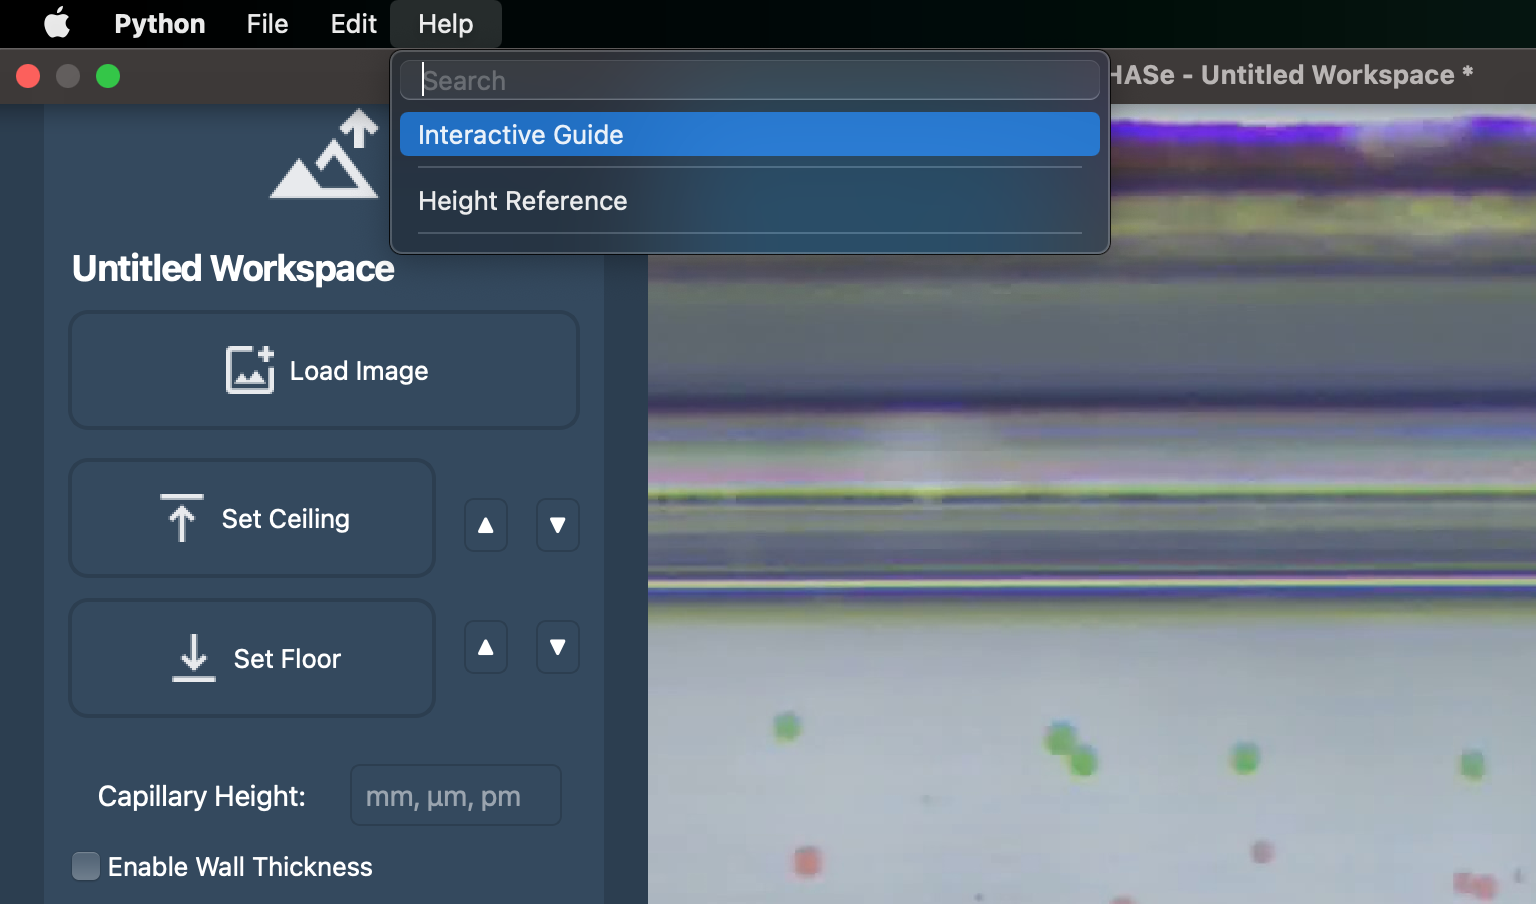 Python File Edit Help
Search
HASe - Untitled Workspace *
Interactive Guide
Height Reference
Untitled Workspace
Load Image
Set Ceiling ▲ ▼
Set Floor ▲ ▼
Capillary Height: mm, μm, pm
Enable Wall Thickness